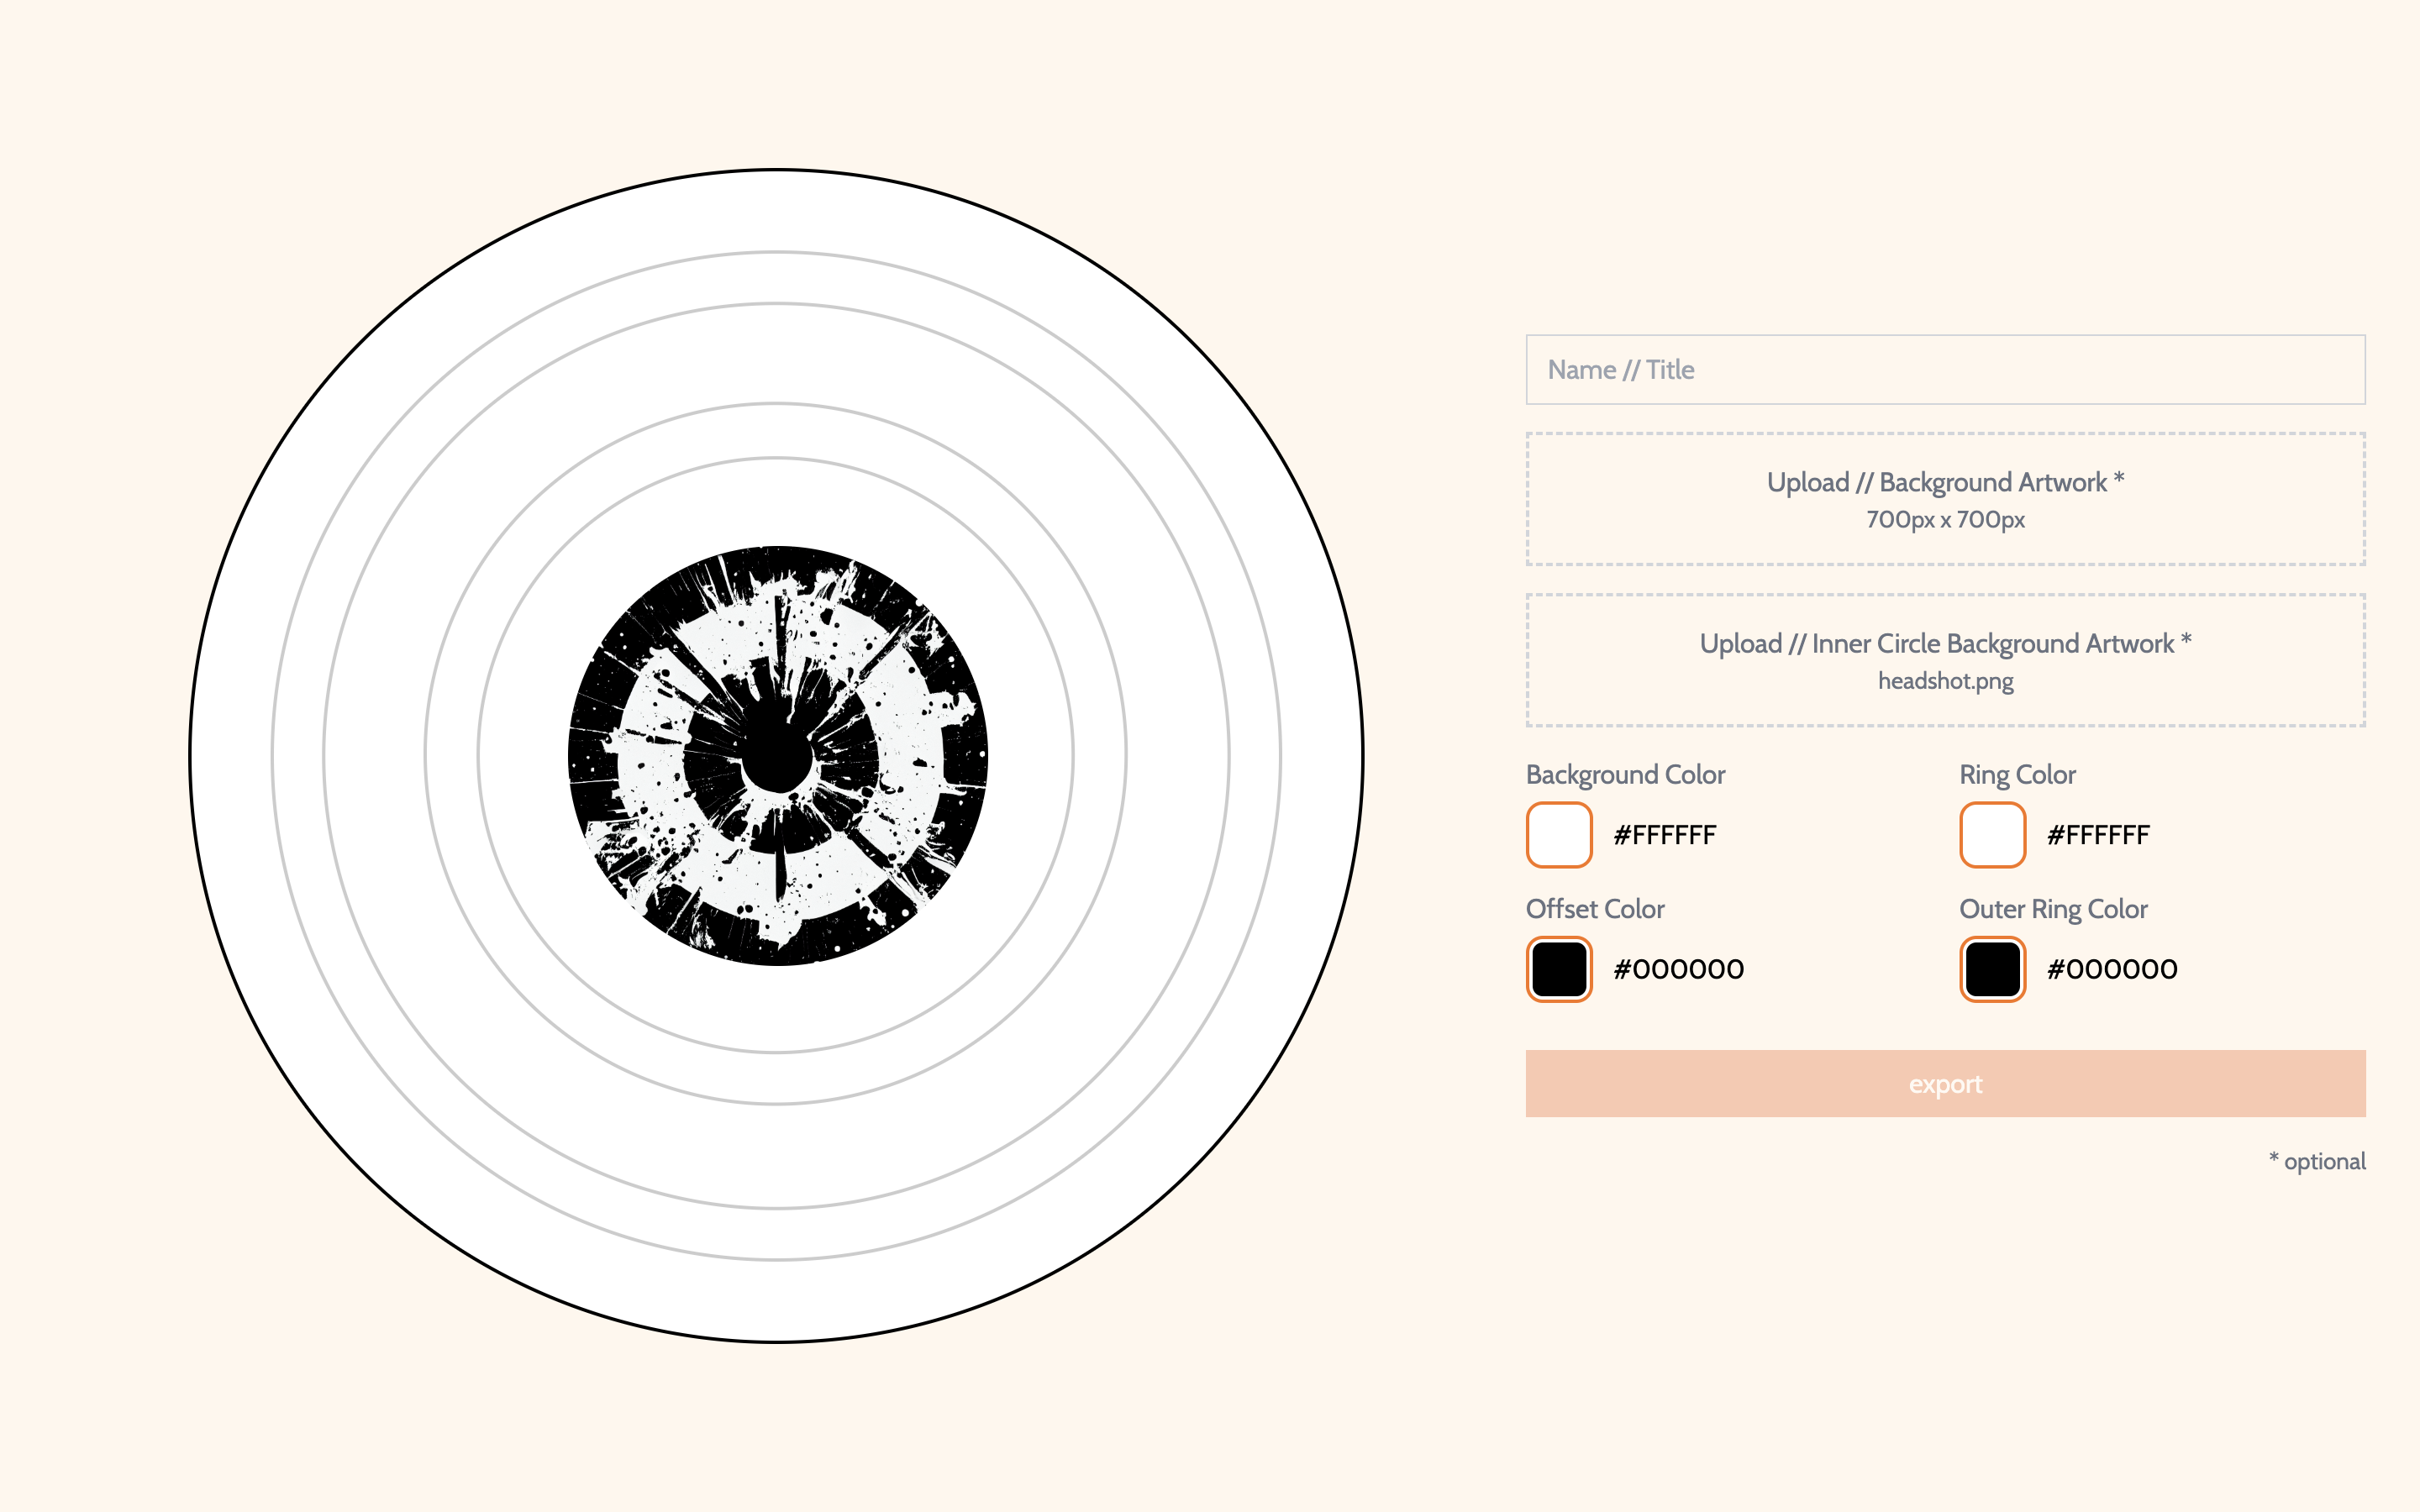 Name // Title
Upload // Background Artwork *
700px x 700px
Upload // Inner Circle Background Artwork *
headshot.png
Background Color
Ring Color
#FFFFFF
#FFFFFF
Offset Color
Outer Ring Color
#000000
#000000
export
* optional